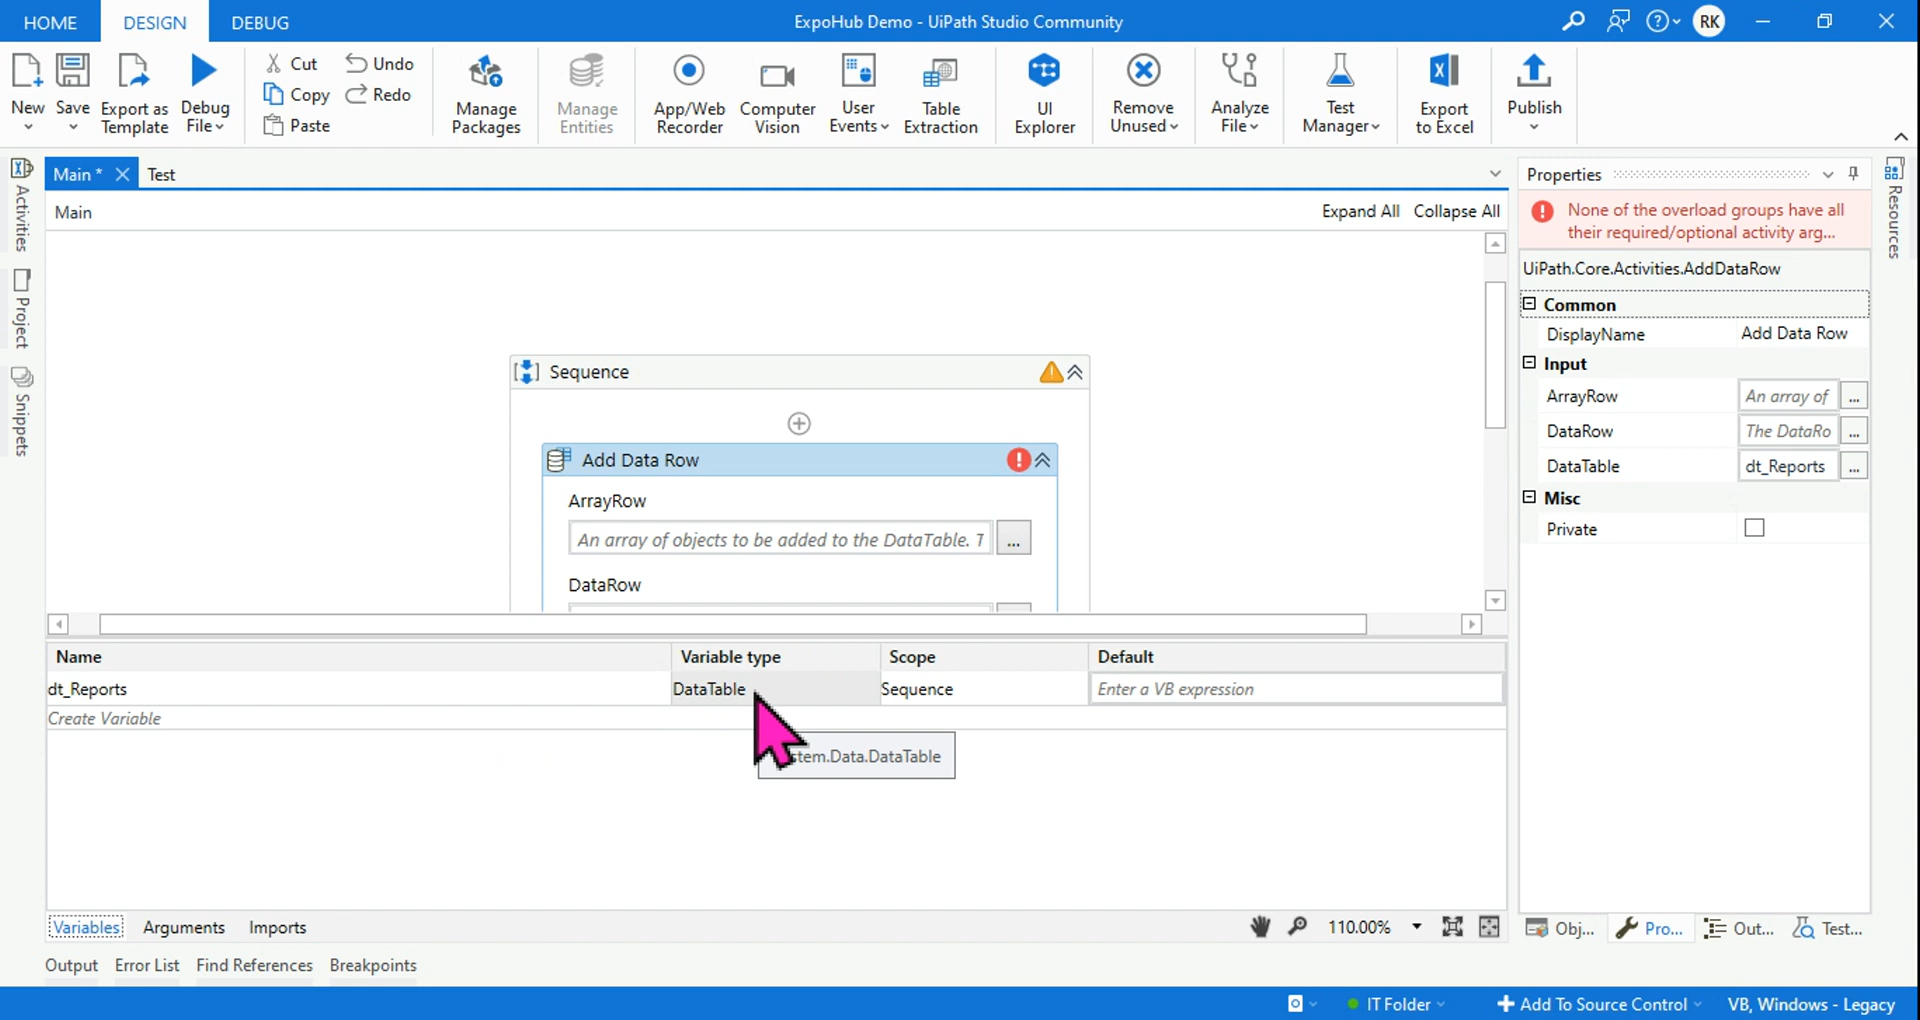 HOME DESIGN DEBUG ExpoHub Demo - UiPath Studio Community RK
New Save Export as Template Debug File Cut Copy Paste Undo Redo Manage Packages Manage Entities App/Web Recorder Computer Vision User Events Table Extraction UI Explorer Remove Unused Analyze File Test Manager Export to Excel Publish
Activities
Project
Snippets
Main * Test
Main Expand All Collapse All
Sequence
Add Data Row
ArrayRow
An array of objects to be added to the DataTable. T
...
DataRow
Name Variable type Scope Default
dt_Reports DataTable Sequence Enter a VB expression
Create Variable
stem.Data.DataTable
Variables Arguments Imports 110.00%
Output Error List Find References Breakpoints
Properties
None of the overload groups have all
their required/optional activity arg...
UiPath.Core.Activities.AddDataRow
Common
DisplayName Add Data Row
Input
ArrayRow An array of ...
DataRow The DataRo ...
DataTable dt_Reports ...
Misc
Private
Obj... Pro... Out... Test...
Resources
IT Folder Add To Source Control VB, Windows - Legacy